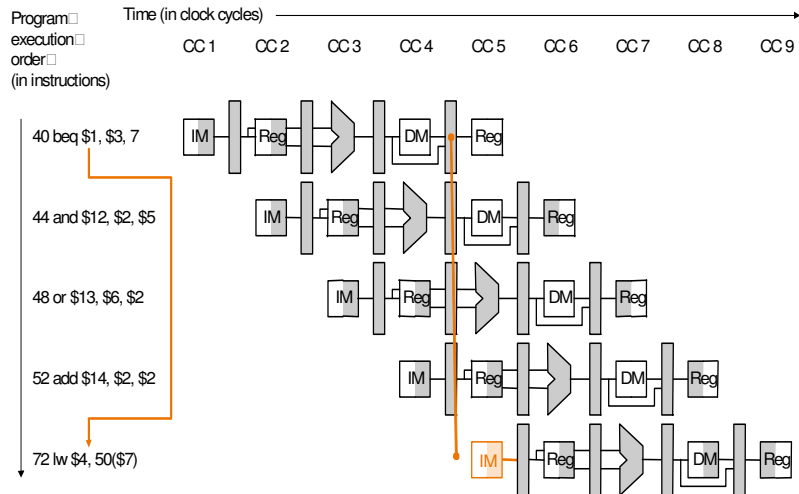 Time (in clock cycles)
Program□
execution□
order□
(in instructions)
CC 1 CC 2 CC 3 CC 4 CC 5 CC 6 CC 7 CC 8 CC 9
40 beq $1, $3, 7
IM Reg DM Reg
44 and $12, $2, $5
IM Reg DM Reg
48 or $13, $6, $2
IM Reg DM Reg
52 add $14, $2, $2
IM Reg DM Reg
72 lw $4, 50($7)
IM Reg DM Reg